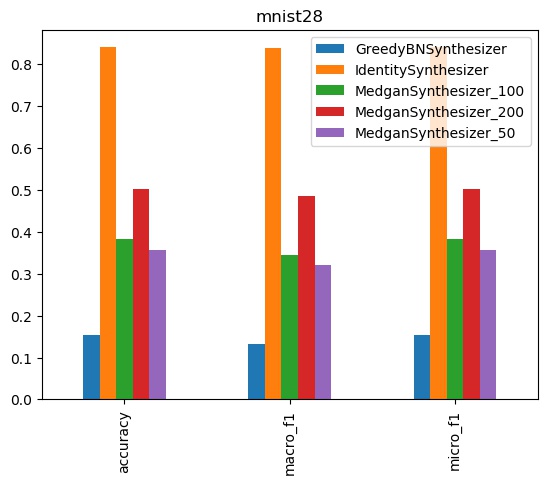 mnist28
GreedyBNSynthesizer
IdentitySynthesizer
MedganSynthesizer_100
MedganSynthesizer_200
MedganSynthesizer_50
0.8
0.7
0.6
0.5
0.4
0.3
0.2
0.1
0.0
accuracy
macro_f1
micro_f1